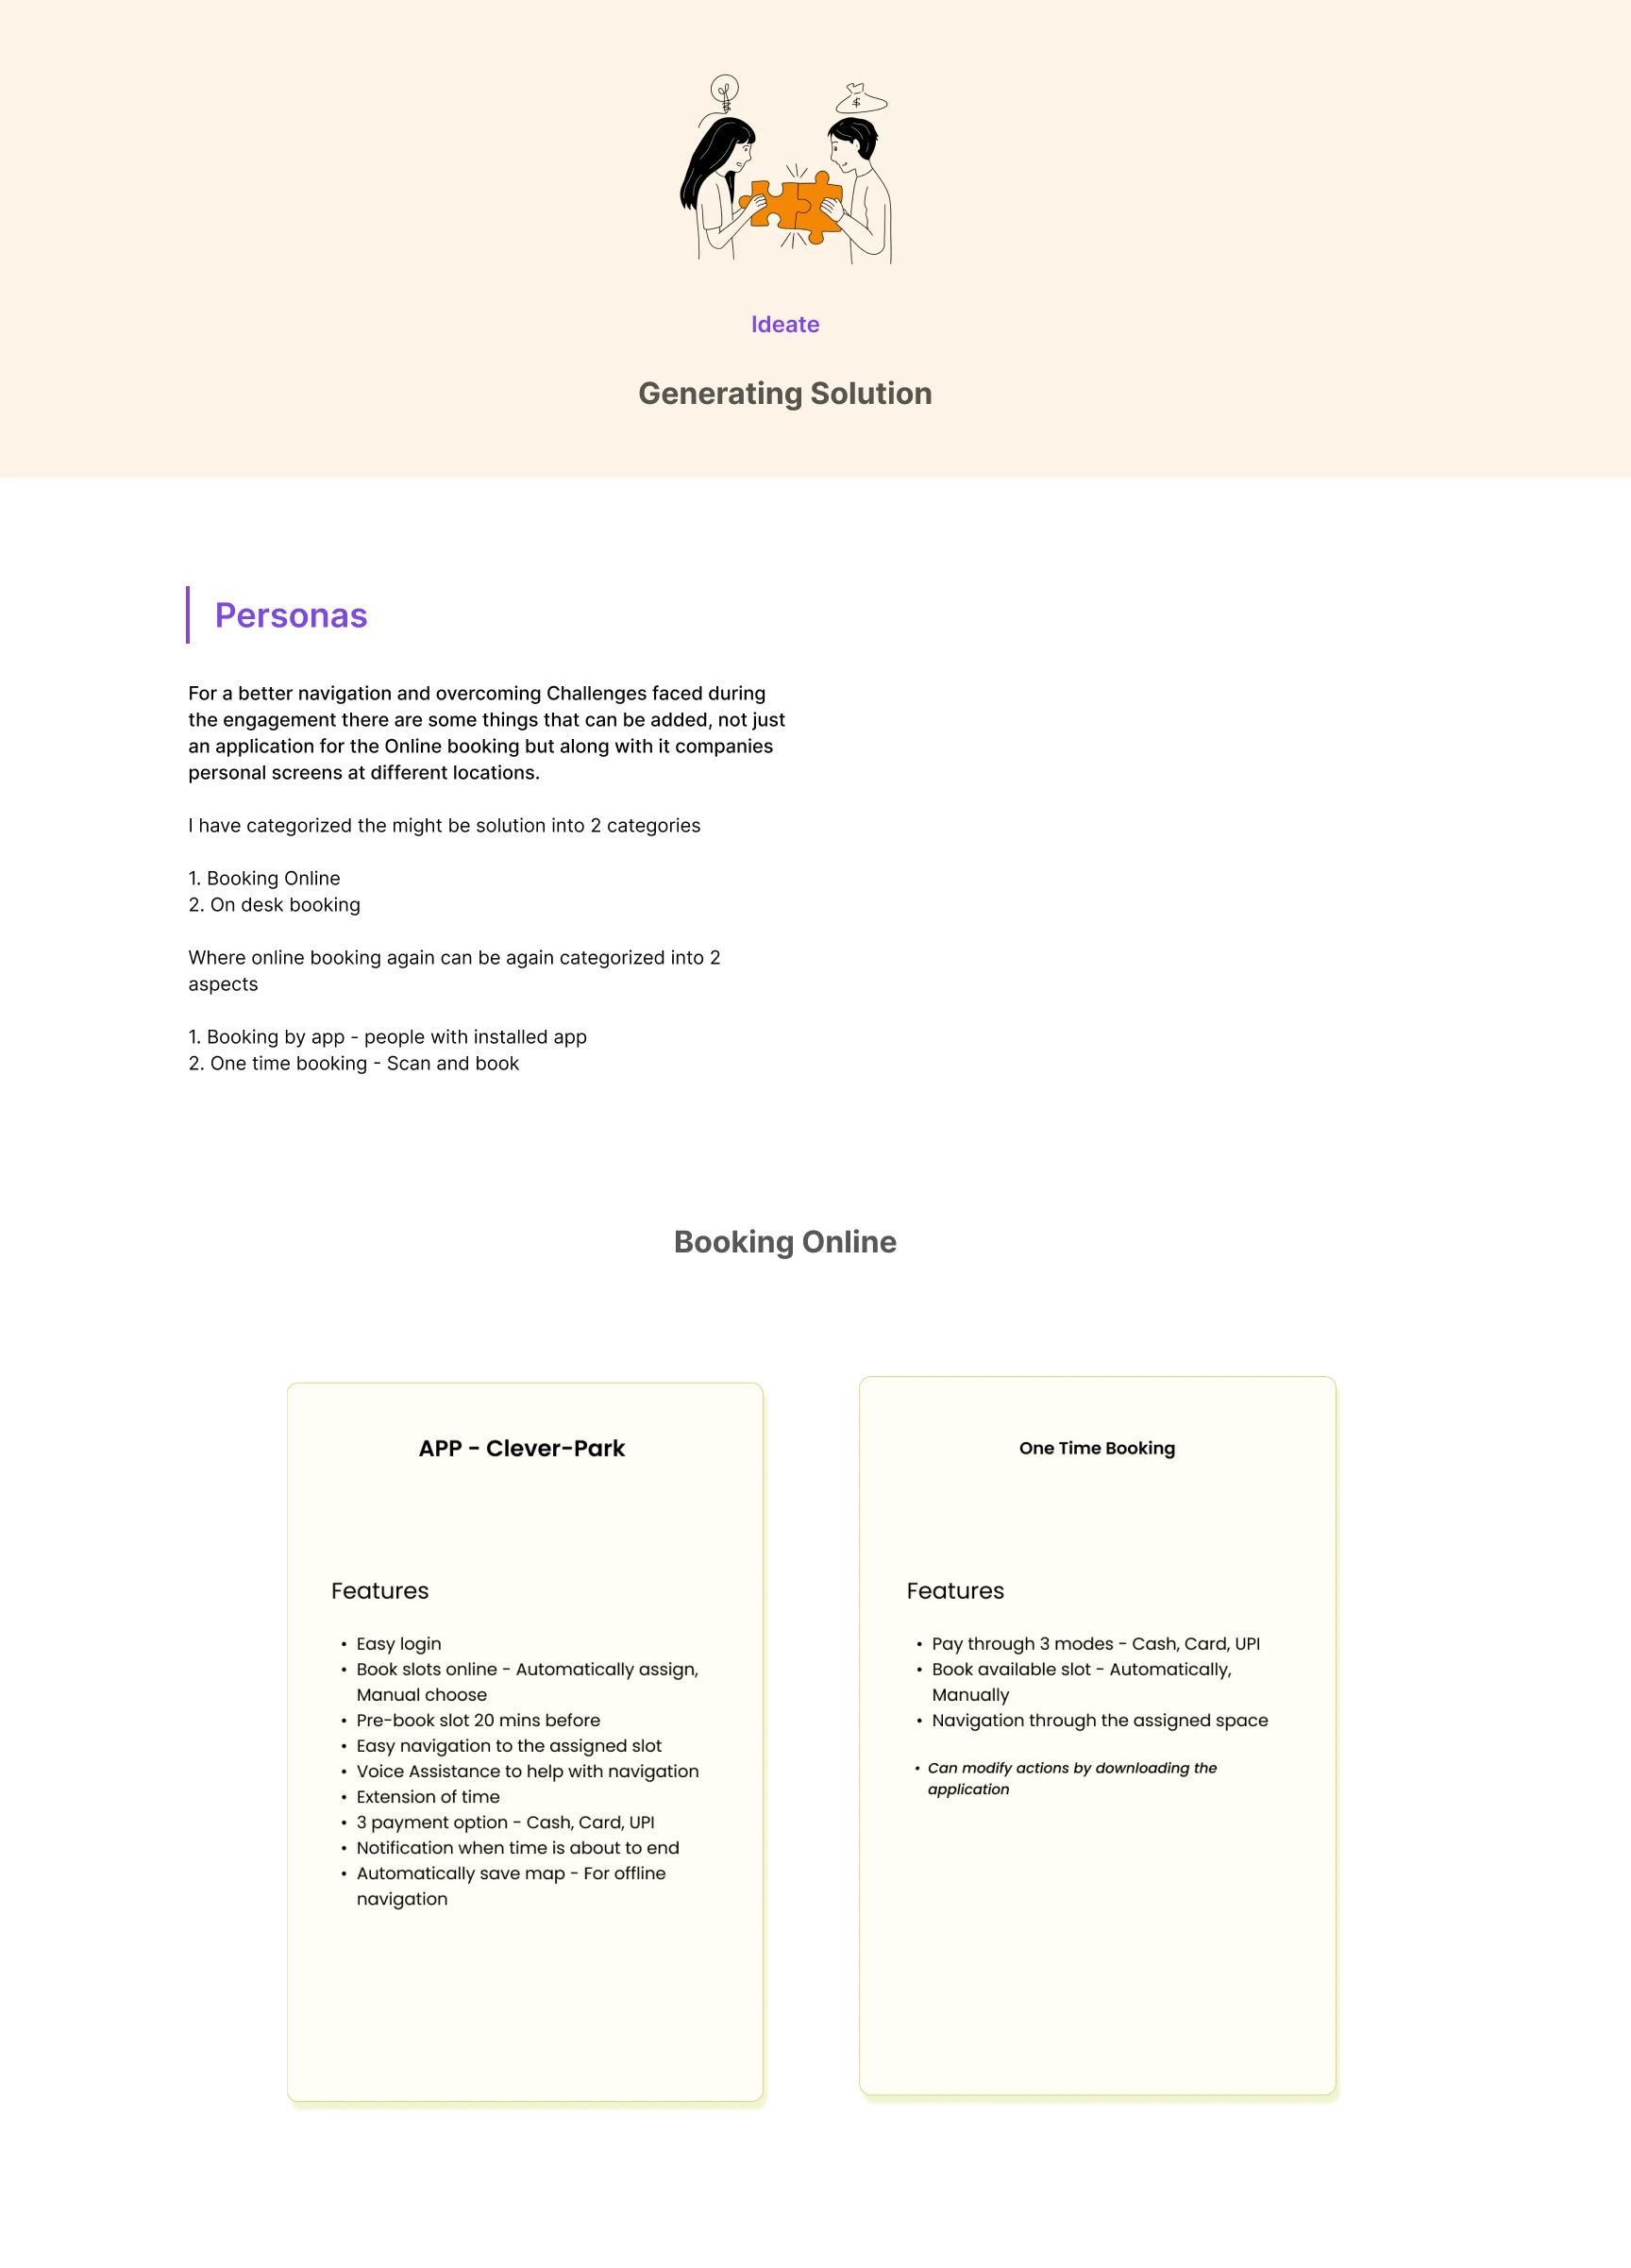 $
Ideate
Generating Solution
Personas
For a better navigation and overcoming Challenges faced during
the engagement there are some things that can be added, not just
an application for the Online booking but along with it companies
personal screens at different locations.
I have categorized the might be solution into 2 categories
1. Booking Online
2. On desk booking
Where online booking again can be again categorized into 2
aspects
1. Booking by app - people with installed app
2. One time booking - Scan and book
Booking Online
APP - Clever-Park
Features
• Easy login
• Book slots online - Automatically assign,
Manual choose
• Pre-book slot 20 mins before
• Easy navigation to the assigned slot
• Voice Assistance to help with navigation
• Extension of time
• 3 payment option - Cash, Card, UPI
• Notification when time is about to end
• Automatically save map - For offline
navigation
One Time Booking
Features
• Pay through 3 modes - Cash, Card, UPI
• Book available slot - Automatically,
Manually
• Navigation through the assigned space
• Can modify actions by downloading the
application